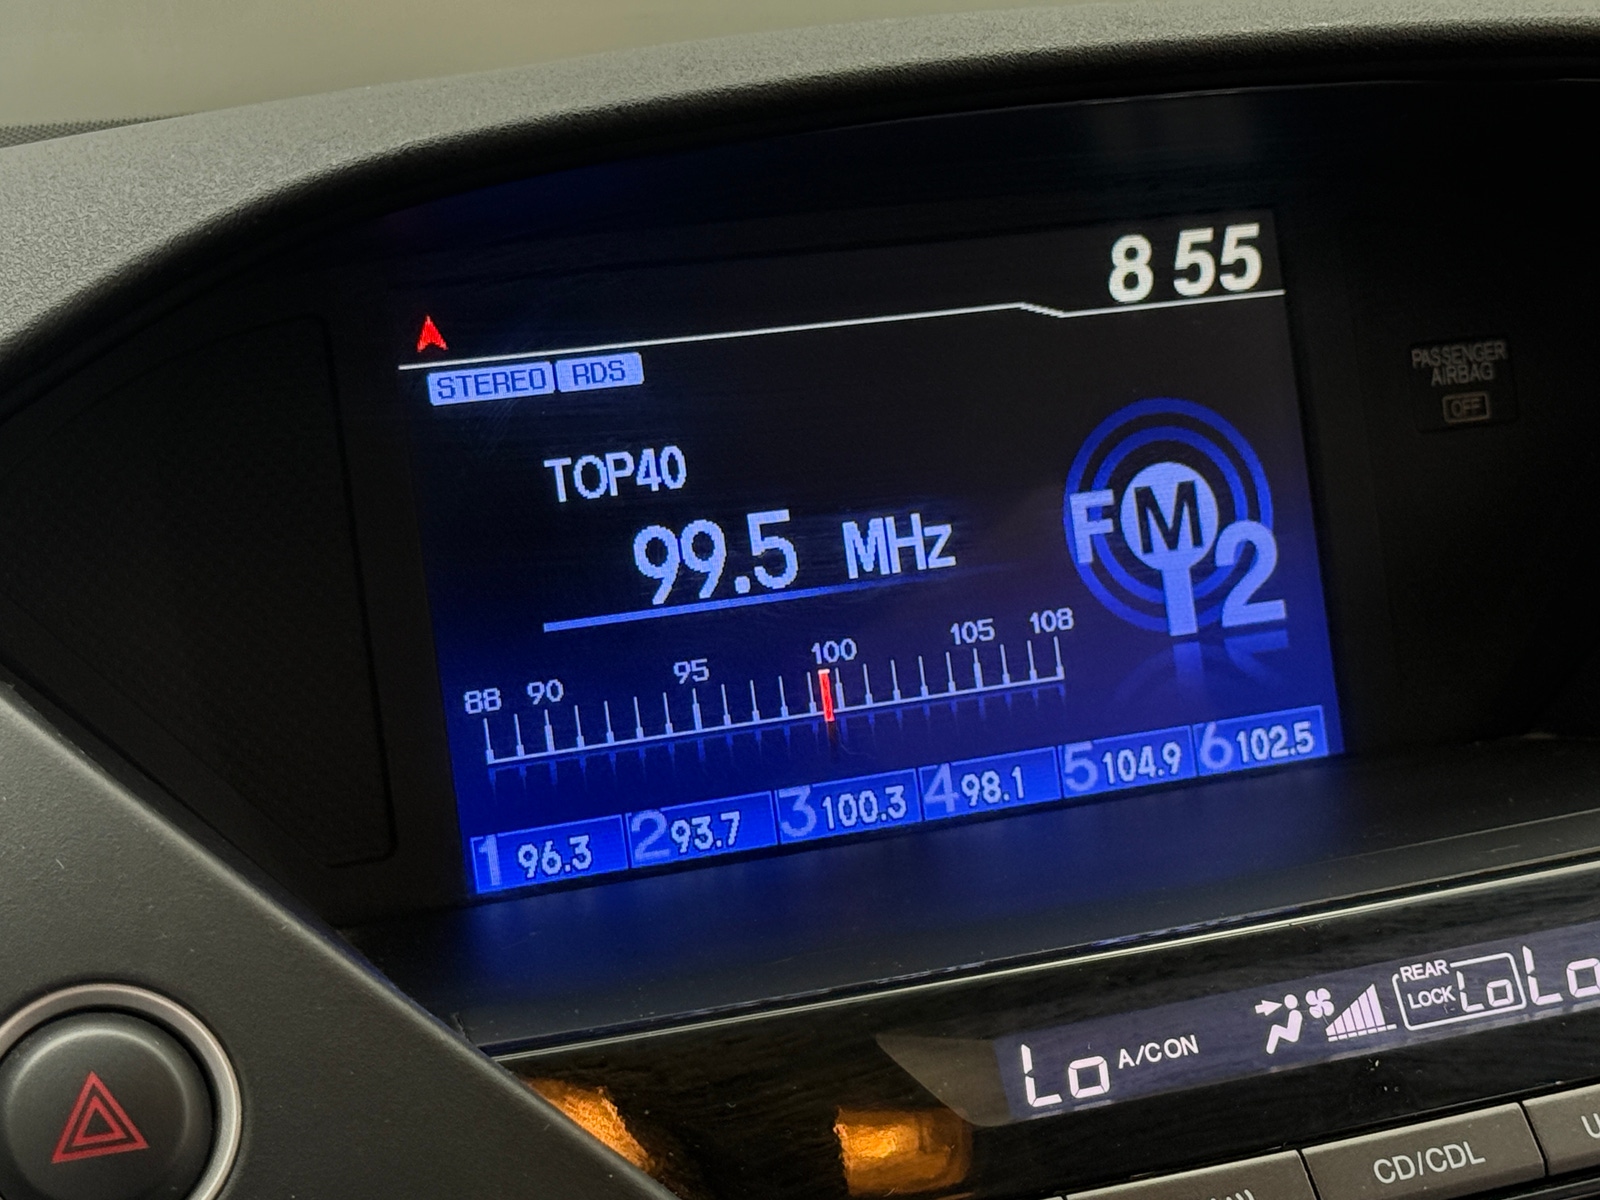 8 55
STEREO RDS
TOP40
99.5 MHz
FM 2
88 90 95 100 105 108
1 96.3 2 93.7 3 100.3 4 98.1 5 104.9 6 102.5
PASSENGER
AIRBAG
OFF
Lo A/CON
REAR
LOCK Lo Lo
CD/CDL